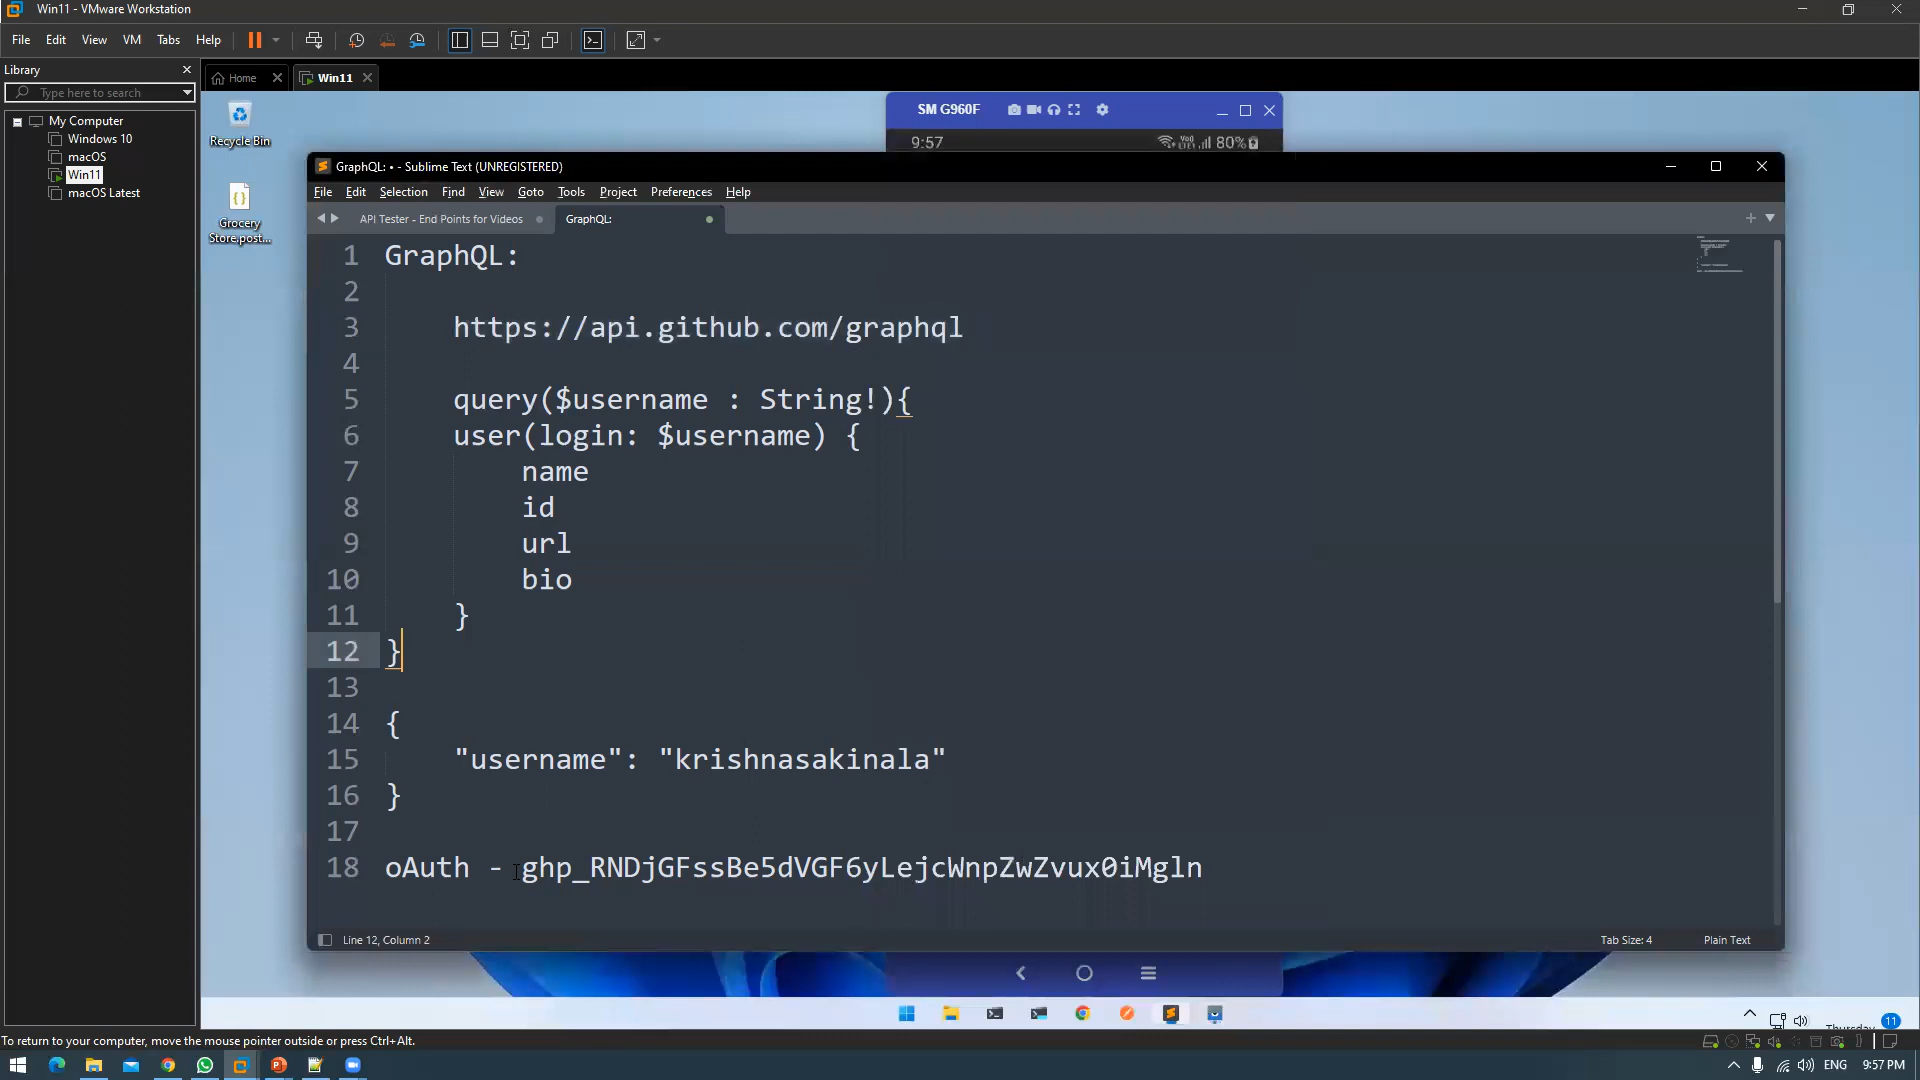 Win11 - VMware Workstation
File Edit View VM Tabs Help
Library
Type here to search
My Computer
Windows 10
macOS
Win11
macOS Latest
Home Win11
Recycle Bin
Grocery
Store.post...
SM G960F
9:57 80%
GraphQL: • - Sublime Text (UNREGISTERED)
File Edit Selection Find View Goto Tools Project Preferences Help
API Tester - End Points for Videos GraphQL:
1 GraphQL:
2
3 https://api.github.com/graphql
4
5 query($username : String!){
6 user(login: $username) {
7 name
8 id
9 url
10 bio
11 }
12 }
13
14 {
15 "username": "krishnasakinala"
16 }
17
18 oAuth - 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
Line 12, Column 2 Tab Size: 4 Plain Text
11
To return to your computer, move the mouse pointer outside or press Ctrl+Alt.
ENG 9:57 PM